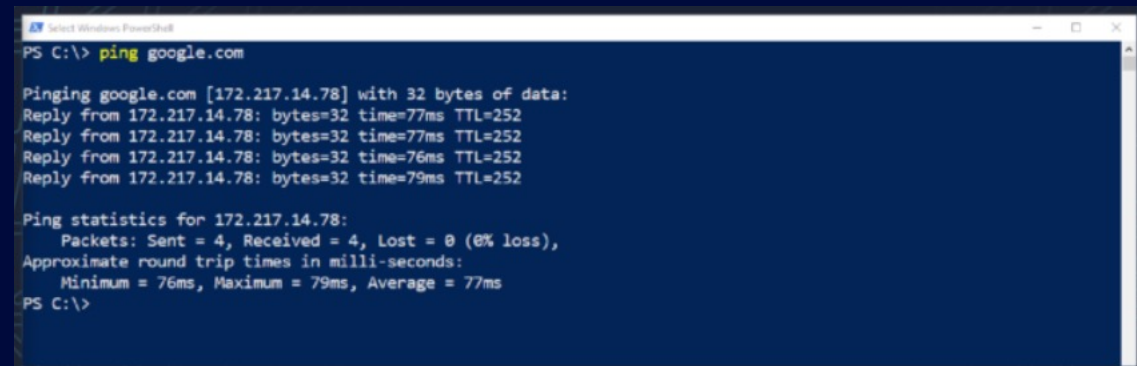 Select Windows PowerShell
PS C:\> ping google.com
Pinging google.com [172.217.14.78] with 32 bytes of data:
Reply from 172.217.14.78: bytes=32 time=77ms TTL=252
Reply from 172.217.14.78: bytes=32 time=77ms TTL=252
Reply from 172.217.14.78: bytes=32 time=76ms TTL=252
Reply from 172.217.14.78: bytes=32 time=79ms TTL=252
Ping statistics for 172.217.14.78:
    Packets: Sent = 4, Received = 4, Lost = 0 (0% loss),
Approximate round trip times in milli-seconds:
    Minimum = 76ms, Maximum = 79ms, Average = 77ms
PS C:\>